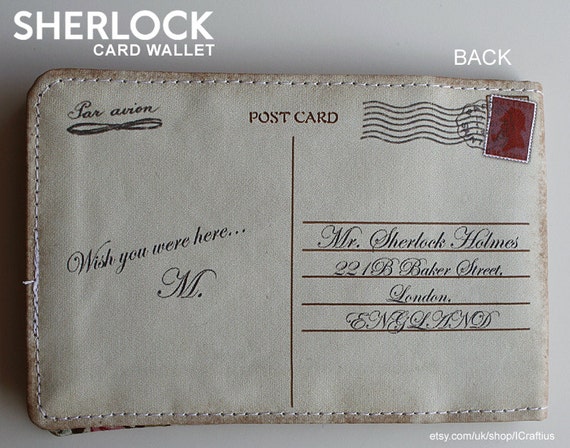 SHERLOCK
CARD WALLET
BACK
Par avion
POST CARD
Wish you were here...
M.
Mr. Sherlock Holmes
221B Baker Street,
London,
ENGLAND
etsy.com/uk/shop/ICraftius